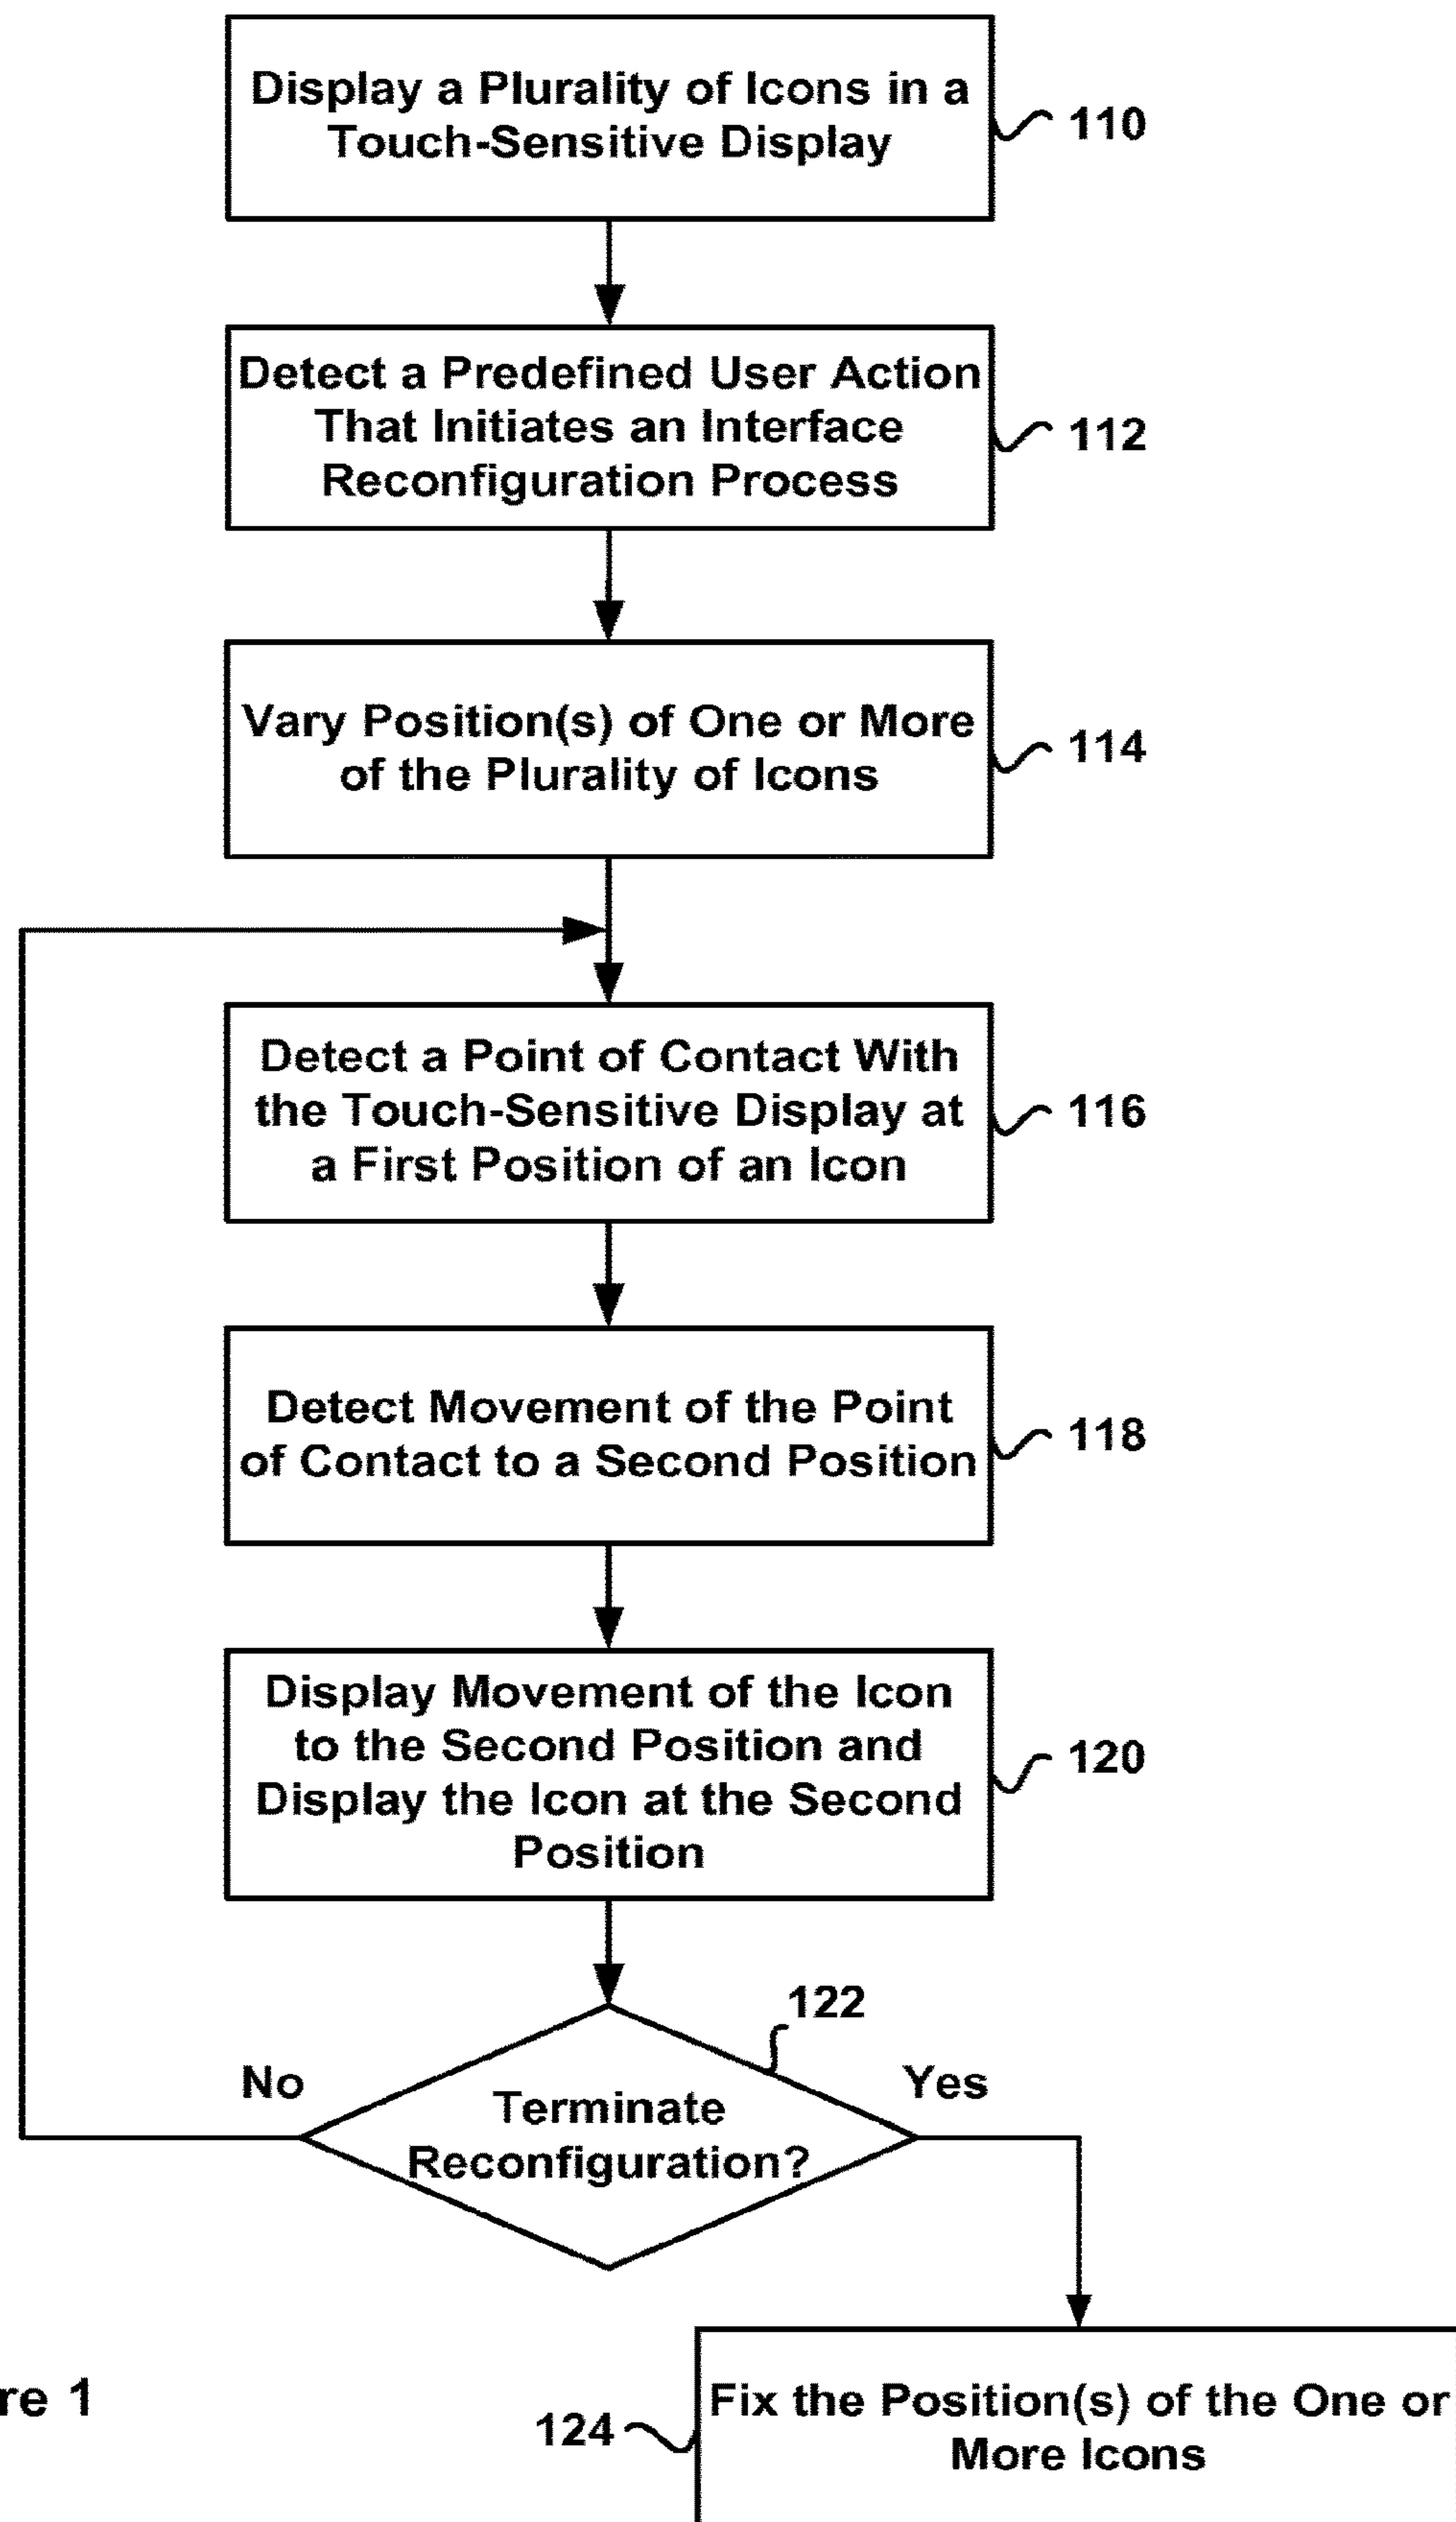 Display a Plurality of Icons in a
Touch-Sensitive Display
110
Detect a Predefined User Action
That Initiates an Interface
Reconfiguration Process
112
Vary Position(s) of One or More
of the Plurality of Icons
114
Detect a Point of Contact With
the Touch-Sensitive Display at
a First Position of an Icon
116
Detect Movement of the Point
of Contact to a Second Position
118
Display Movement of the Icon
to the Second Position and
Display the Icon at the Second
Position
120
122
No
Yes
Terminate
Reconfiguration?
re 1
124
Fix the Position(s) of the One or
More Icons